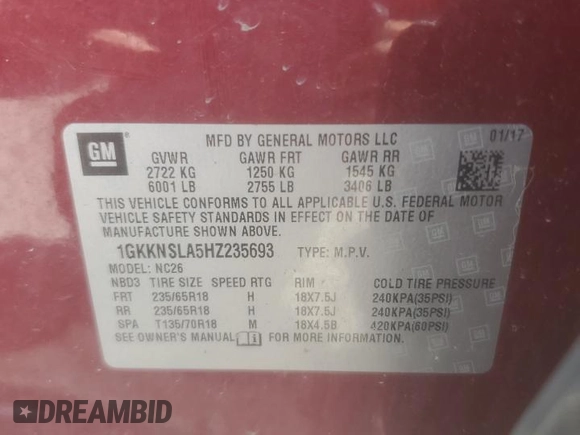 GM
®
MFD BY GENERAL MOTORS LLC 01/17
GVWR GAWR FRT GAWR RR
2722 KG 1250 KG 1545 KG
6001 LB 2755 LB 3406 LB
THIS VEHICLE CONFORMS TO ALL APPLICABLE U.S. FEDERAL MOTOR
VEHICLE SAFETY STANDARDS IN EFFECT ON THE DATE OF
MANUFACTURE SHOWN ABOVE.
1GKKNSLA5HZ235693 TYPE: M.P.V.
MODEL: NC26
NBD3 TIRE SIZE SPEED RTG RIM COLD TIRE PRESSURE
FRT 235/65R18 H 18X7.5J 240KPA(35PSI)
RR 235/65R18 H 18X7.5J 240KPA(35PSI)
SPA T135/70R18 M 18X4.5B 420KPA(60PSI)
SEE OWNER'S MANUAL FOR MORE INFORMATION.
DREAMBID